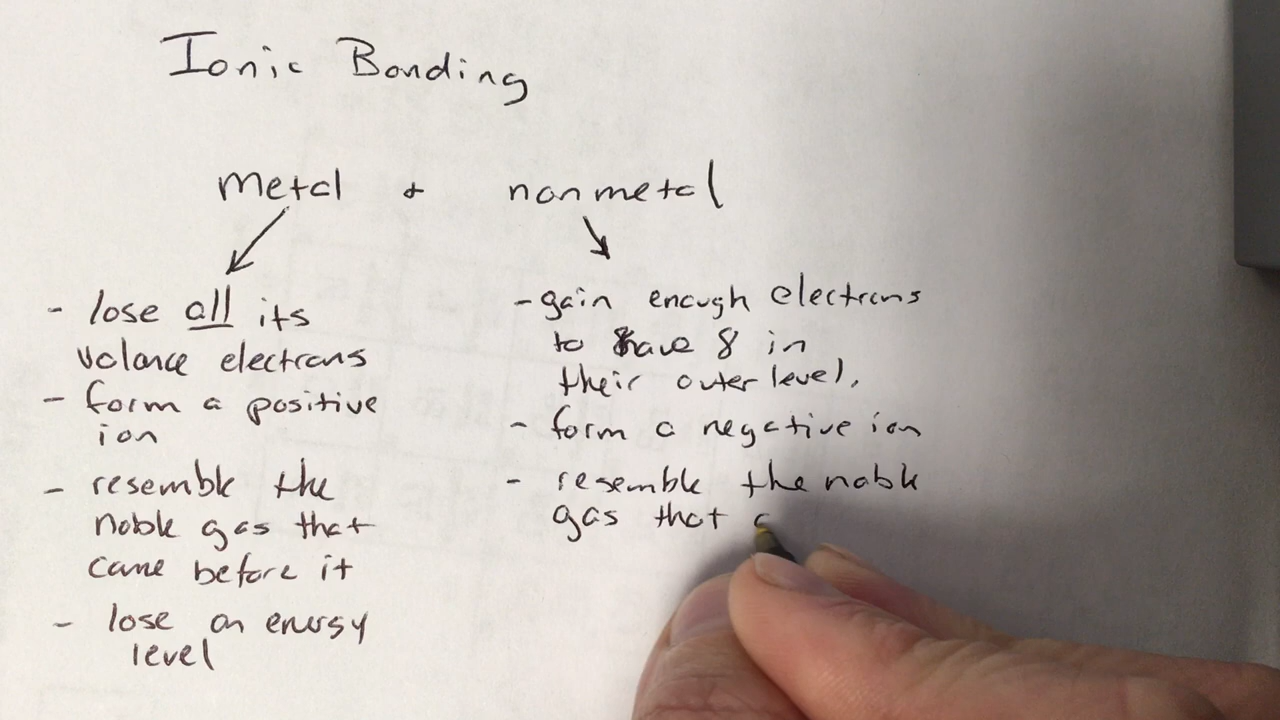 Ionic Bonding
Metal + nonmetal
- lose all its
valance electrons
- form a positive
ion
- resemble the
noble gas that
came before it
- lose an energy
level
- gain enough electrons
to have 8 in
their outer level.
- form a negative ion
- resemble the noble
gas that